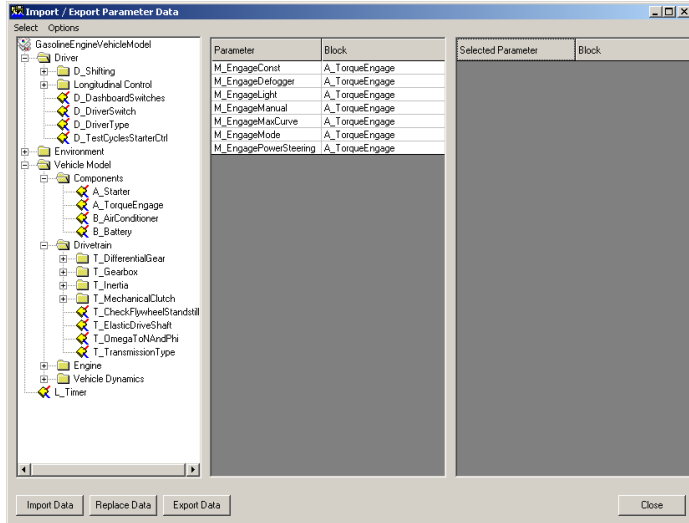 Import / Export Parameter Data
Select Options
GasolineEngineVehicleModel
Driver
D_Shifting
Longitudinal Control
D_DashboardSwitches
D_DriverSwitch
D_DriverType
D_TestCyclesStarterCtrl
Environment
Vehicle Model
Components
A_Starter
A_TorqueEngage
B_AirConditioner
B_Battery
Drivetrain
T_DifferentialGear
T_Gearbox
T_Inertia
T_MechanicalClutch
T_CheckFlywheelStandstill
T_ElasticDriveShaft
T_OmegaToNAndPhi
T_TransmissionType
Engine
Vehicle Dynamics
L_Timer
Parameter Block
M_EngageConst A_TorqueEngage
M_EngageDefogger A_TorqueEngage
M_EngageLight A_TorqueEngage
M_EngageManual A_TorqueEngage
M_EngageMaxCurve A_TorqueEngage
M_EngageMode A_TorqueEngage
M_EngagePowerSteering A_TorqueEngage
Selected Parameter Block
Import Data Replace Data Export Data Close